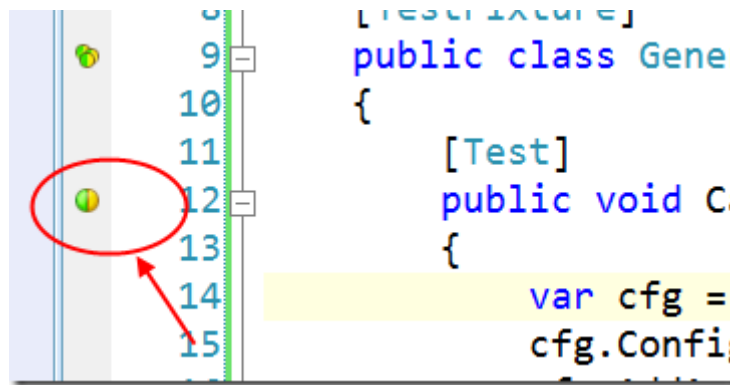 8 [TestFixture]
9 public class Gene
10 {
11 [Test]
12 public void Ca
13 {
14 var cfg =
15 cfg.Config